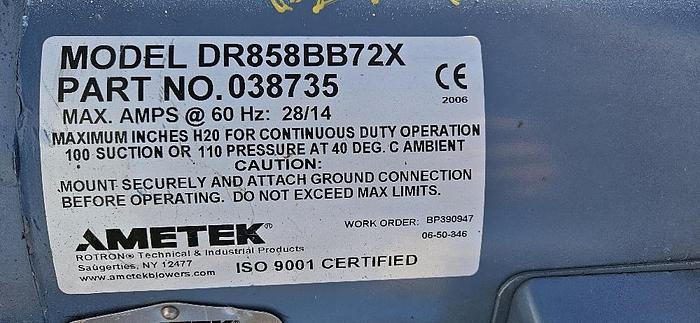 MODEL DR858BB72X
PART NO. 038735
CE
2006
MAX. AMPS @ 60 Hz: 28/14
MAXIMUM INCHES H20 FOR CONTINUOUS DUTY OPERATION
100 SUCTION OR 110 PRESSURE AT 40 DEG. C AMBIENT
CAUTION:
MOUNT SECURELY AND ATTACH GROUND CONNECTION
BEFORE OPERATING. DO NOT EXCEED MAX LIMITS.
WORK ORDER: BP390947
06-50-346
AMETEK®
ROTRON® Technical & Industrial Products
Saugerties, NY 12477
www.ametekblowers.com
ISO 9001 CERTIFIED
AMETEK